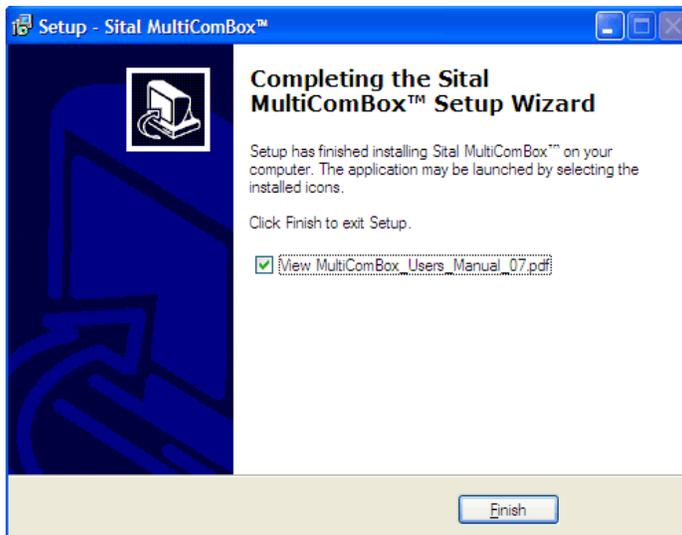 Setup - Sital MultiComBox™
Completing the Sital
MultiComBox™ Setup Wizard
Setup has finished installing Sital MultiComBox™ on your
computer. The application may be launched by selecting the
installed icons.
Click Finish to exit Setup.
View MultiComBox_Users_Manual_07.pdf
Finish